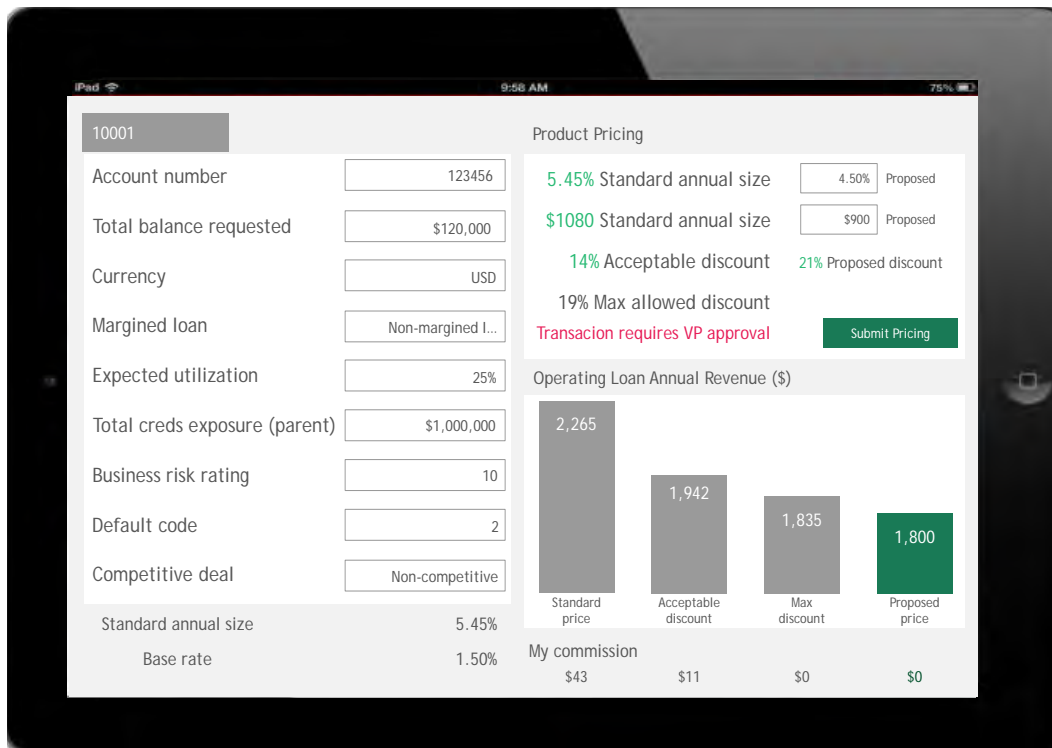 iPad 9:58 AM 75%
10001
Account number 123456
Total balance requested $120,000
Currency USD
Margined loan Non-margined l...
Expected utilization 25%
Total creds exposure (parent) $1,000,000
Business risk rating 10
Default code 2
Competitive deal Non-competitive
Standard annual size 5.45%
Base rate 1.50%
Product Pricing
5.45% Standard annual size 4.50% Proposed
$1080 Standard annual size $900 Proposed
14% Acceptable discount 21% Proposed discount
19% Max allowed discount
Transacion requires VP approval Submit Pricing
Operating Loan Annual Revenue ($)
2,265 1,942 1,835 1,800
Standard price Acceptable discount Max discount Proposed price
My commission
$43 $11 $0 $0